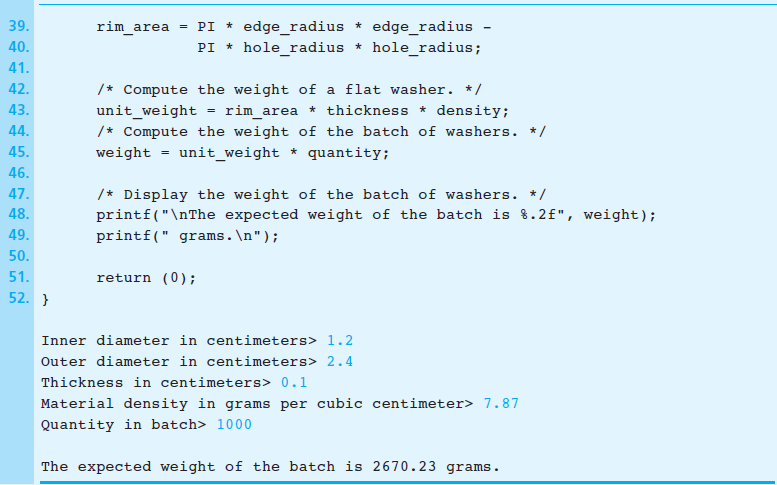 39. rim_area = PI * edge_radius * edge_radius -
40. PI * hole_radius * hole_radius;
41.
42. /* Compute the weight of a flat washer. */
43. unit_weight = rim_area * thickness * density;
44. /* Compute the weight of the batch of washers. */
45. weight = unit_weight * quantity;
46.
47. /* Display the weight of the batch of washers. */
48. printf("\nThe expected weight of the batch is %.2f", weight);
49. printf(" grams.\n");
50.
51. return (0);
52. }
Inner diameter in centimeters> 1.2
Outer diameter in centimeters> 2.4
Thickness in centimeters> 0.1
Material density in grams per cubic centimeter> 7.87
Quantity in batch> 1000
The expected weight of the batch is 2670.23 grams.